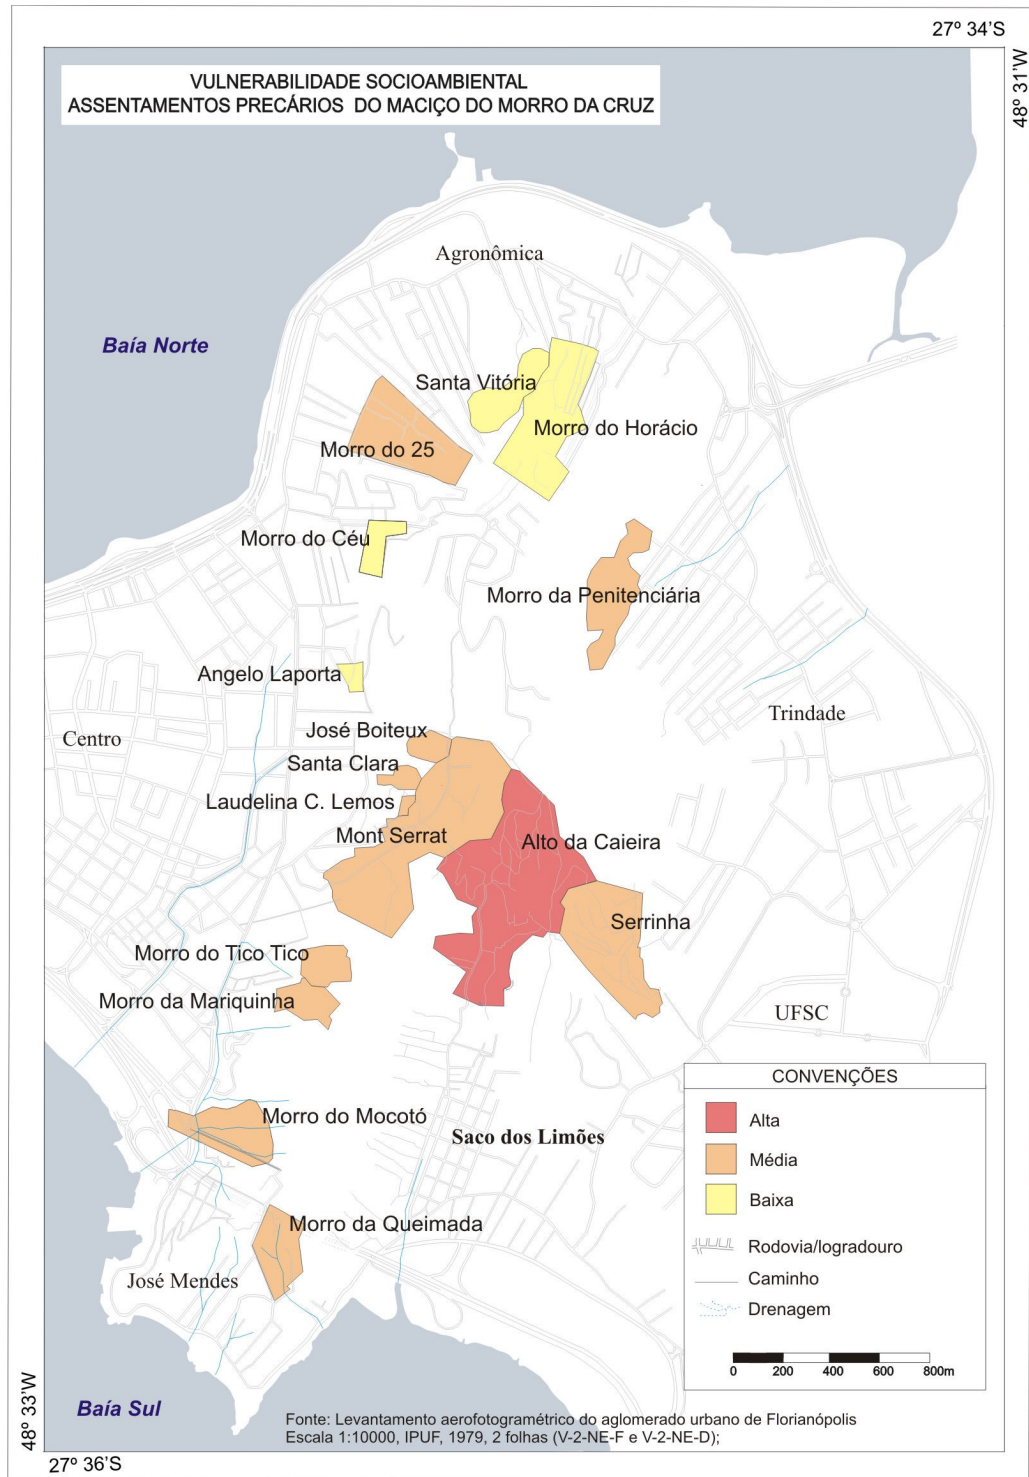 27º 34'S
48º 31'W
VULNERABILIDADE SOCIOAMBIENTAL
ASSENTAMENTOS PRECÁRIOS DO MACIÇO DO MORRO DA CRUZ
Agronômica
Baía Norte
Santa Vitória
Morro do Horácio
Morro do 25
Morro do Céu
Morro da Penitenciária
Angelo Laporta
Trindade
José Boiteux
Centro
Santa Clara
Laudelina C. Lemos
Mont Serrat
Alto da Caieira
Serrinha
Morro do Tico Tico
Morro da Mariquinha
UFSC
Morro do Mocotó
Saco dos Limões
Morro da Queimada
José Mendes
CONVENÇÕES
Alta
Média
Baixa
Rodovia/logradouro
Caminho
Drenagem
0 200 400 600 800m
Baía Sul
Fonte: Levantamento aerofotogramétrico do aglomerado urbano de Florianópolis
Escala 1:10000, IPUF, 1979, 2 folhas (V-2-NE-F e V-2-NE-D);
48º 33'W
27º 36'S